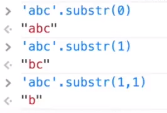 > 'abc'.substr(0)
< "abc"
> 'abc'.substr(1)
< "bc"
> 'abc'.substr(1,1)
< "b"